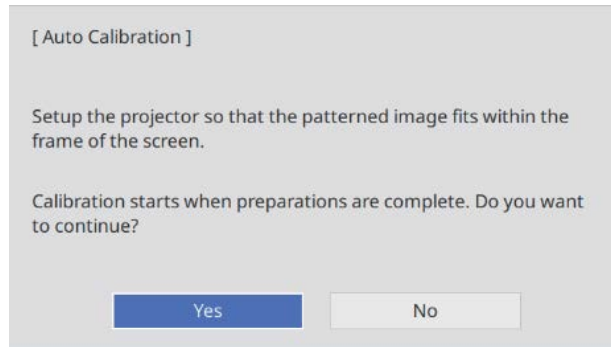 [ Auto Calibration ]
Setup the projector so that the patterned image fits within the
frame of the screen.
Calibration starts when preparations are complete. Do you want
to continue?
Yes
No